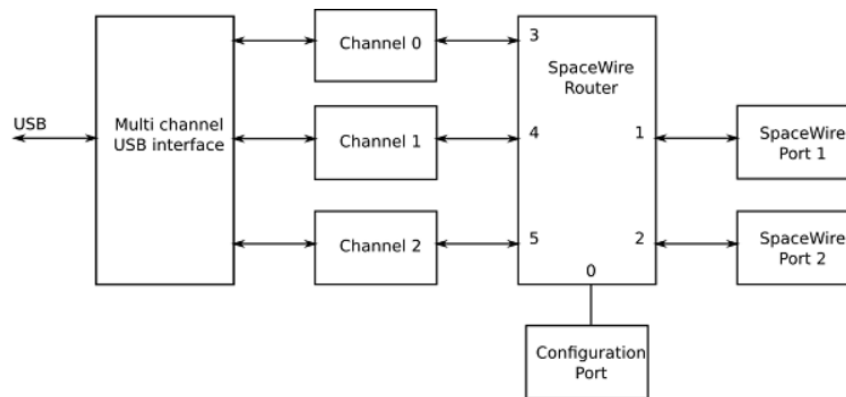 USB
Multi channel
USB interface
Channel 0
Channel 1
Channel 2
3
4
5
SpaceWire
Router
1
2
0
SpaceWire
Port 1
SpaceWire
Port 2
Configuration
Port